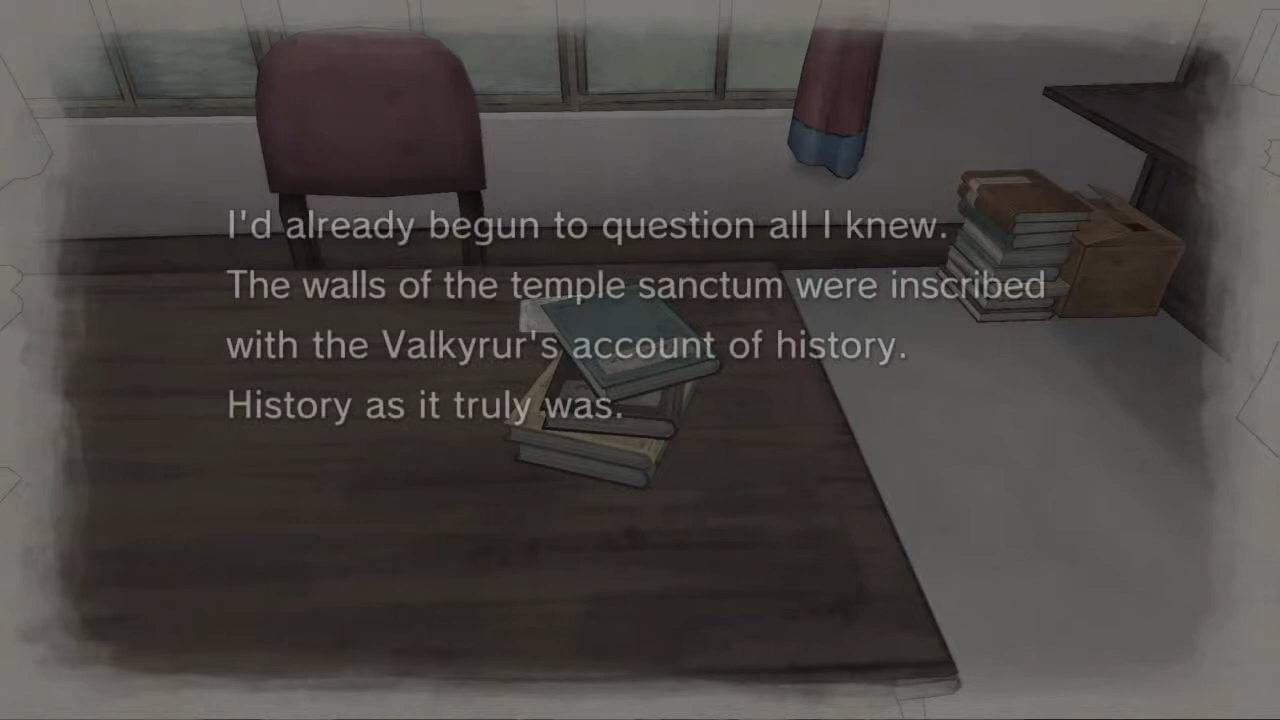 I'd already begun to question all I knew.
The walls of the temple sanctum were inscribed
with the Valkyrur's account of history.
History as it truly was.